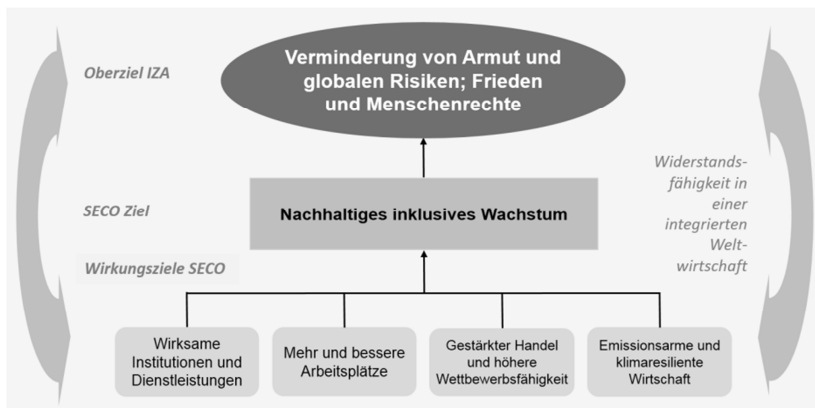 Oberziel IZA
Verminderung von Armut und
globalen Risiken; Frieden
und Menschenrechte
Widerstands-
fähigkeit in
einer
integrierten
Welt-
wirtschaft
SECO Ziel
Nachhaltiges inklusives Wachstum
Wirkungsziele SECO
Wirksame
Institutionen und
Dienstleistungen
Mehr und bessere
Arbeitsplätze
Gestärkter Handel
und höhere
Wettbewerbsfähigkeit
Emissionsarme und
klimaresiliente
Wirtschaft